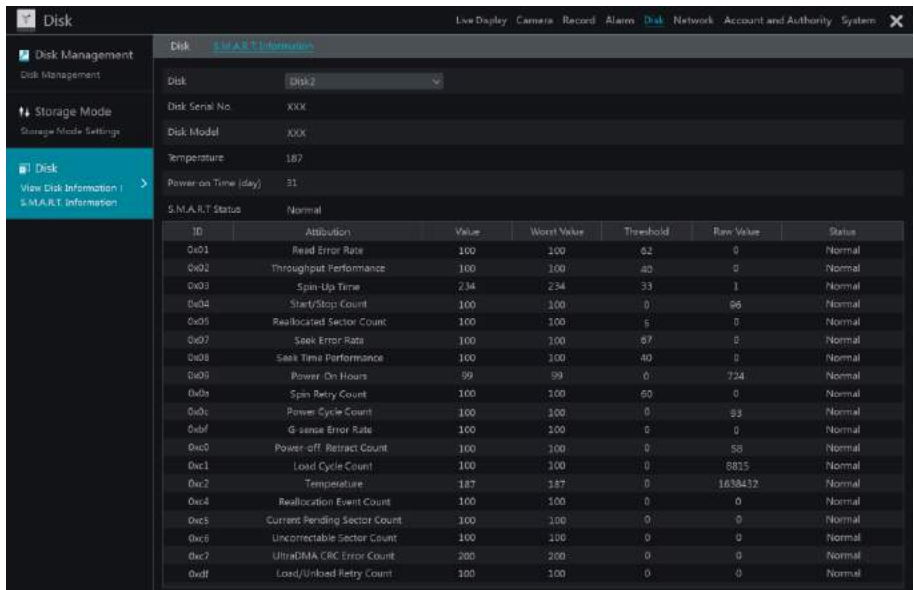 Disk
Live Display Camera Record Alarm Disk Network Account and Authority System
Disk Management
Disk Management
Storage Mode
Storage Mode Settings
Disk
View Disk Information |
S.M.A.R.T. Information
Disk S.M.A.R.T Information
Disk Disk2
Disk Serial No. XXX
Disk Model XXX
Temperature 187
Power-on Time (day) 31
S.M.A.R.T Status Normal
ID Attibution Value Worst Value Threshold Raw Value Status
0x01 Read Error Rate 100 100 62 0 Normal
0x02 Throughput Performance 100 100 40 0 Normal
0x03 Spin-Up Time 234 234 33 1 Normal
0x04 Start/Stop Count 100 100 0 96 Normal
0x05 Reallocated Sector Count 100 100 5 0 Normal
0x07 Seek Error Rate 100 100 67 0 Normal
0x08 Seek Time Performance 100 100 40 0 Normal
0x09 Power-On Hours 99 99 0 724 Normal
0x0a Spin Retry Count 100 100 60 0 Normal
0x0c Power Cycle Count 100 100 0 93 Normal
0xbf G-sense Error Rate 100 100 0 0 Normal
0xc0 Power-off Retract Count 100 100 0 58 Normal
0xc1 Load Cycle Count 100 100 0 8815 Normal
0xc2 Temperature 187 187 0 1638432 Normal
0xc4 Reallocation Event Count 100 100 0 0 Normal
0xc5 Current Pending Sector Count 100 100 0 0 Normal
0xc6 Uncorrectable Sector Count 100 100 0 0 Normal
0xc7 UltraDMA CRC Error Count 200 200 0 0 Normal
0xdf Load/Unload Retry Count 100 100 0 0 Normal